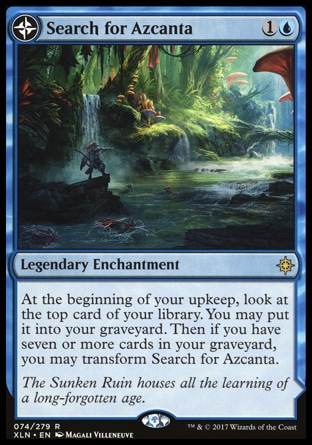 Search for Azcanta 1
Legendary Enchantment
At the beginning of your upkeep, look at
the top card of your library. You may put
it into your graveyard. Then if you have
seven or more cards in your graveyard,
you may transform Search for Azcanta.
The Sunken Ruin houses all the learning of
a long-forgotten age.
074/279 R
XLN • EN Magali Villeneuve
™ & © 2017 Wizards of the Coast